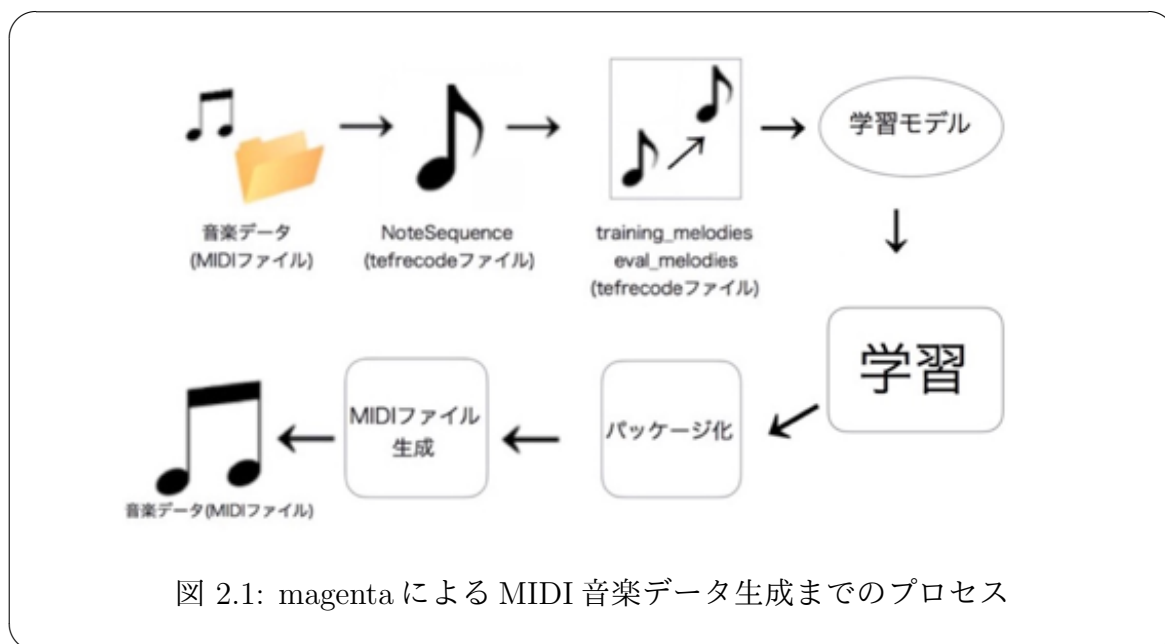 音楽データ
(MIDIファイル)
NoteSequence
(tefrecodeファイル)
training_melodies
eval_melodies
(tefrecodeファイル)
学習モデル
学習
パッケージ化
MIDIファイル
生成
音楽データ(MIDIファイル)
図 2.1: magenta による MIDI 音楽データ生成までのプロセス